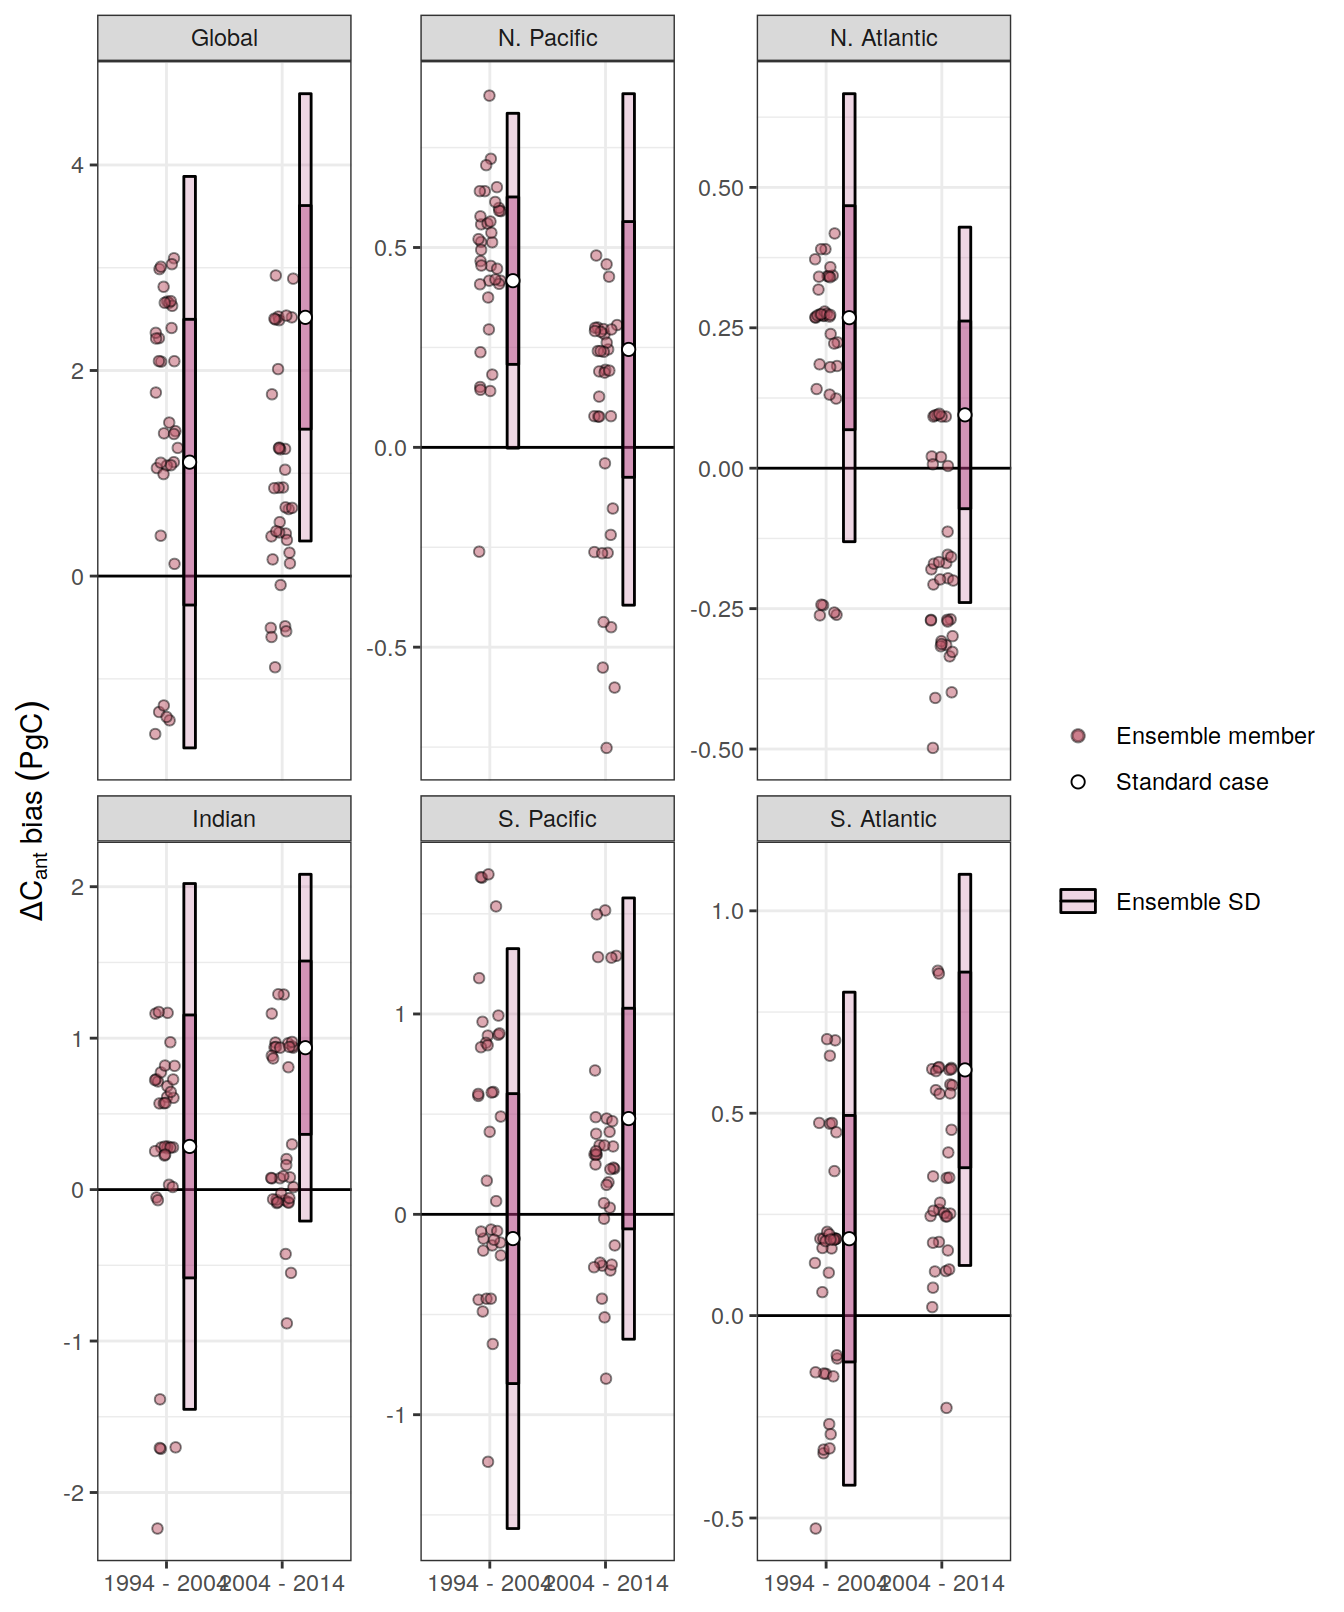 Global
N. Pacific
N. Atlantic
4
2
0
0.5
0.0
-0.5
0.50
0.25
0.00
-0.25
-0.50
ΔCant bias (PgC)
Ensemble member
Standard case
Ensemble SD
Indian
S. Pacific
S. Atlantic
2
1
0
-1
-2
1
0
-1
1.0
0.5
0.0
-0.5
1994 - 2004
2004 - 2014
1994 - 2004
2004 - 2014
1994 - 2004
2004 - 2014